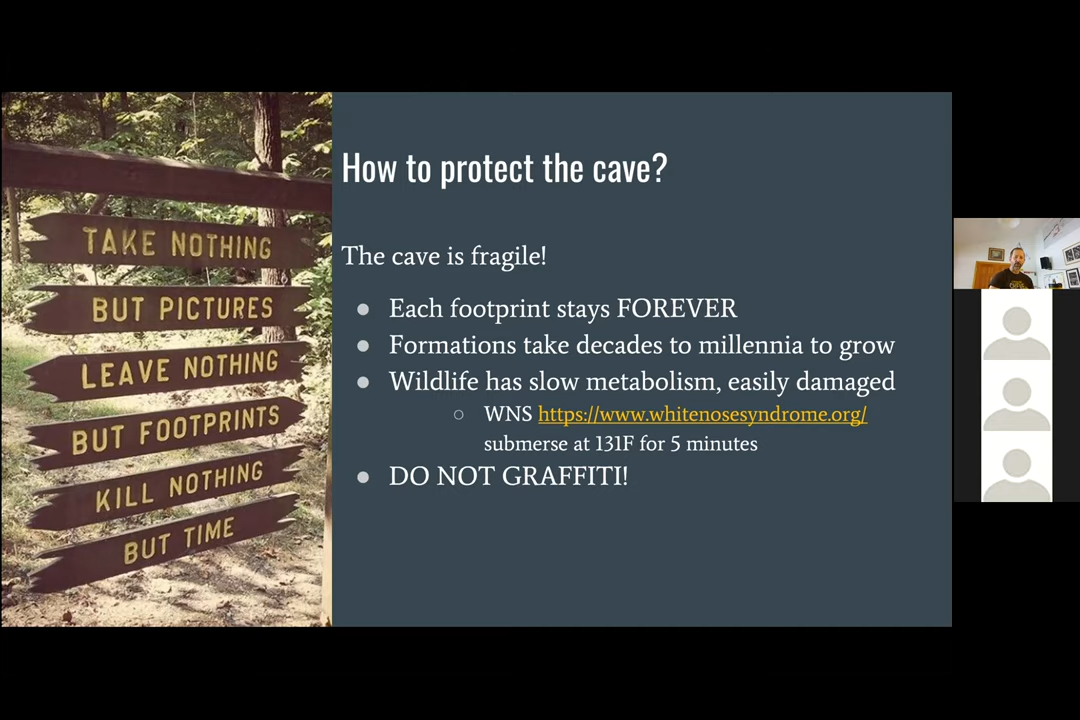 TAKE NOTHING
BUT PICTURES
LEAVE NOTHING
BUT FOOTPRINTS
KILL NOTHING
BUT TIME
How to protect the cave?
The cave is fragile!
● Each footprint stays FOREVER
● Formations take decades to millennia to grow
● Wildlife has slow metabolism, easily damaged
○ WNS https://www.whitenosesyndrome.org/
submerse at 131F for 5 minutes
● DO NOT GRAFFITI!